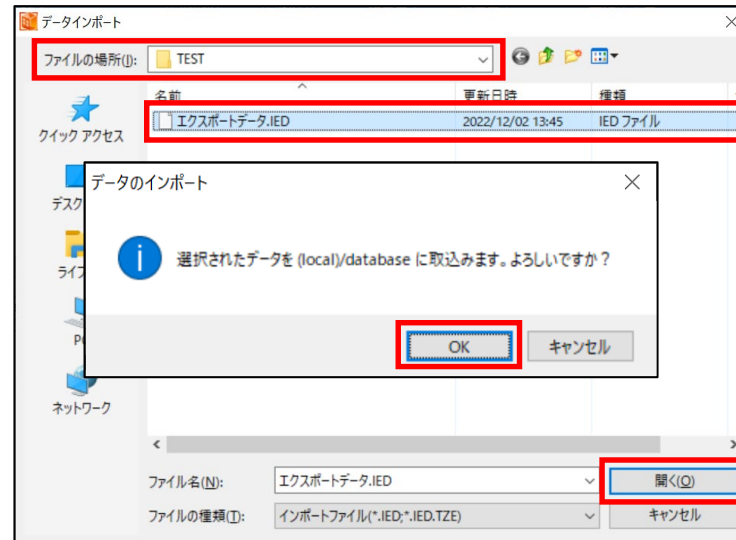 データインポート
ファイルの場所(I): TEST
名前 更新日時 種類
エクスポートデータ.IED 2022/12/02 13:45 IED ファイル
クイック アクセス
デスク
データのインポート
選択されたデータを (local)/database に取込みます。よろしいですか？
OK キャンセル
ライブ
ネットワーク
ファイル名(N): エクスポートデータ.IED 開く(O)
ファイルの種類(T): インポートファイル(*.IED;*.IED.TZE) キャンセル